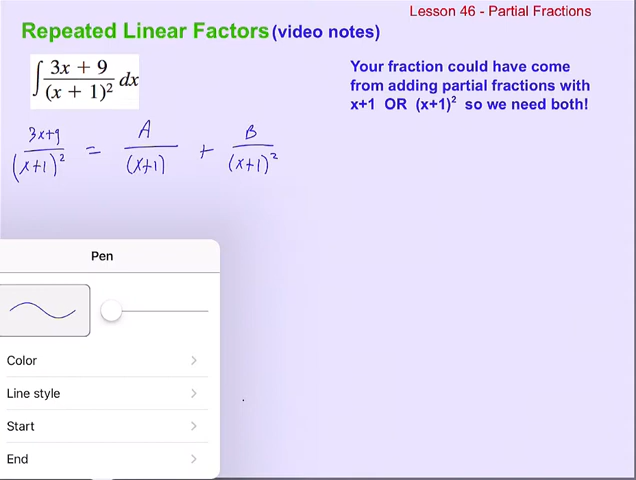 Lesson 46 - Partial Fractions
Repeated Linear Factors (video notes)
∫ (3x + 9)/(x + 1)² dx
Your fraction could have come
from adding partial fractions with
x+1 OR (x+1)² so we need both!
(3x+9)/(x+1)² = A/(x+1) + B/(x+1)²
Pen
Color
Line style
Start
End